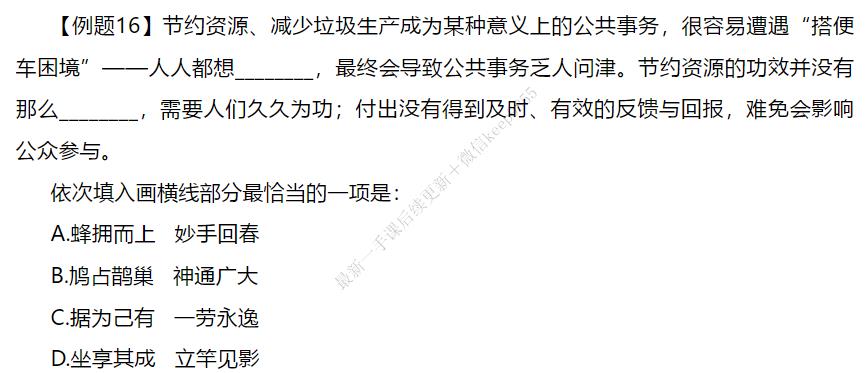 【例题16】节约资源、减少垃圾生产成为某种意义上的公共事务，很容易遭遇“搭便
车困境”——人人都想________，最终会导致公共事务乏人问津。节约资源的功效并没有
那么________，需要人们久久为功；付出没有得到及时、有效的反馈与回报，难免会影响
公众参与。
依次填入画横线部分最恰当的一项是：
A.蜂拥而上 妙手回春
B.鸠占鹊巢 神通广大
C.据为己有 一劳永逸
D.坐享其成 立竿见影
最新一手课后续更新＋微信